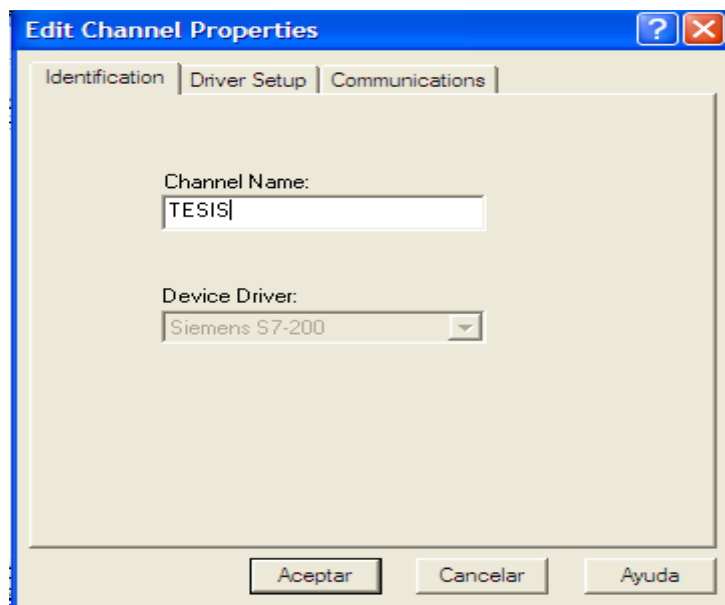 Edit Channel Properties
? X
Identification Driver Setup Communications
Channel Name:
TESIS
Device Driver:
Siemens S7-200
Aceptar Cancelar Ayuda